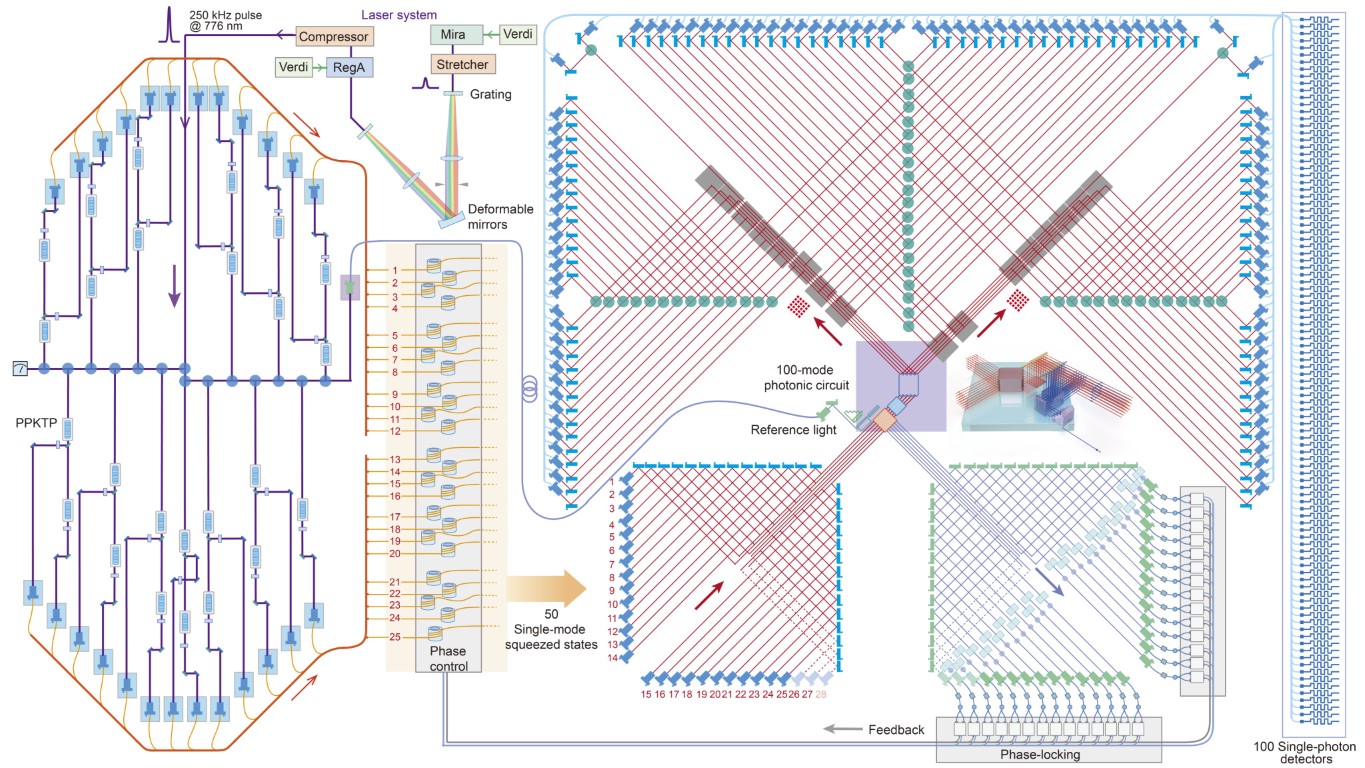 250 kHz pulse
@ 776 nm
Laser system
Compressor
Verdi
RegA
Mira
Verdi
Stretcher
Grating
Deformable
mirrors
PPKTP
1
2
3
4
5
6
7
8
9
10
11
12
13
14
15
16
17
18
19
20
21
22
23
24
25
Phase
control
50
Single-mode
squeezed states
100-mode
photonic circuit
Reference light
1
2
3
4
5
6
7
8
9
10
11
12
13
14
15 16 17 18 19 20 21 22 23 24 25 26 27 28
Feedback
Phase-locking
100 Single-photon
detectors